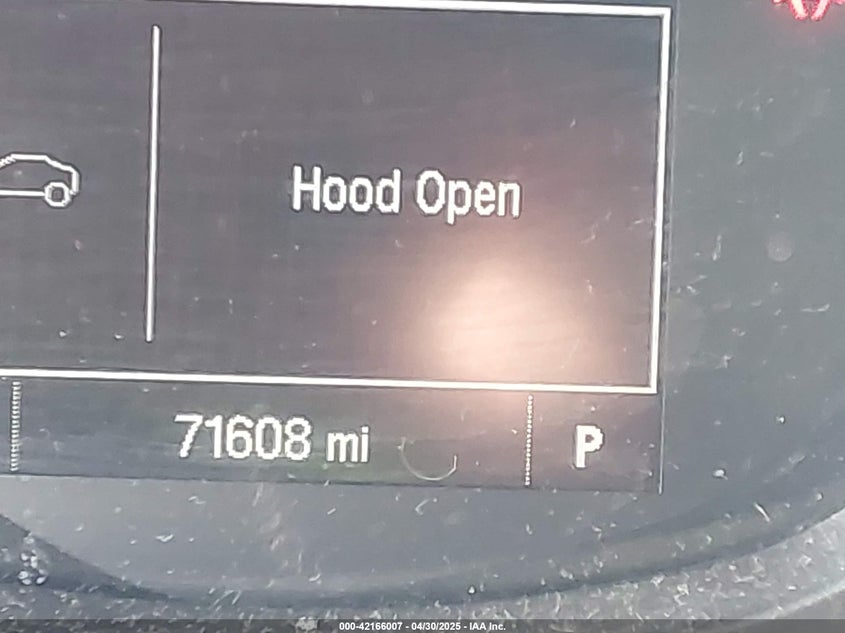 Hood Open
71608 mi
P
000-42166007 - 04/30/2025 - IAA Inc.